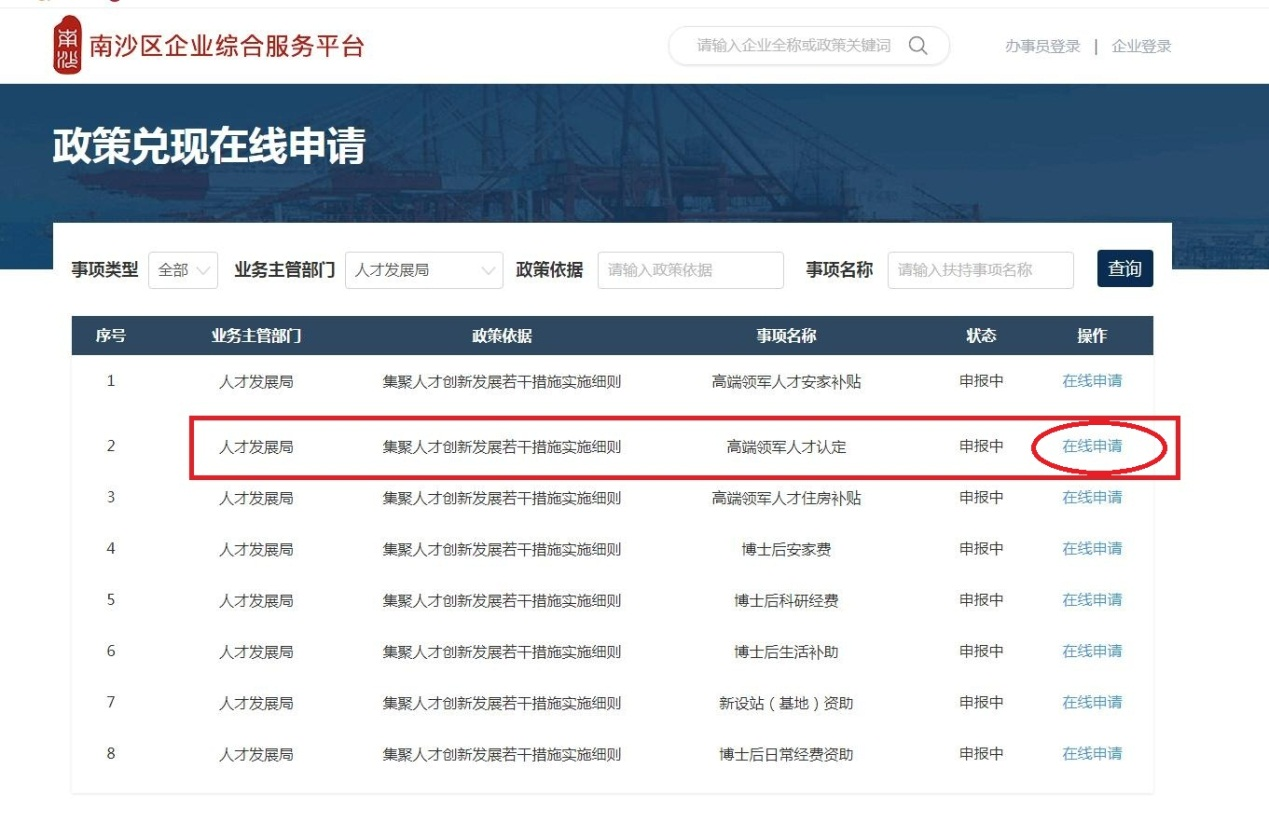 南沙
南沙区企业综合服务平台
请输入企业全称或政策关键词
办事员登录 | 企业登录
政策兑现在线申请
事项类型 全部 业务主管部门 人才发展局 政策依据 请输入政策依据 事项名称 请输入扶持事项名称 查询
序号 业务主管部门 政策依据 事项名称 状态 操作
1 人才发展局 集聚人才创新发展若干措施实施细则 高端领军人才安家补贴 申报中 在线申请
2 人才发展局 集聚人才创新发展若干措施实施细则 高端领军人才认定 申报中 在线申请
3 人才发展局 集聚人才创新发展若干措施实施细则 高端领军人才住房补贴 申报中 在线申请
4 人才发展局 集聚人才创新发展若干措施实施细则 博士后安家费 申报中 在线申请
5 人才发展局 集聚人才创新发展若干措施实施细则 博士后科研经费 申报中 在线申请
6 人才发展局 集聚人才创新发展若干措施实施细则 博士后生活补助 申报中 在线申请
7 人才发展局 集聚人才创新发展若干措施实施细则 新设站（基地）资助 申报中 在线申请
8 人才发展局 集聚人才创新发展若干措施实施细则 博士后日常经费资助 申报中 在线申请